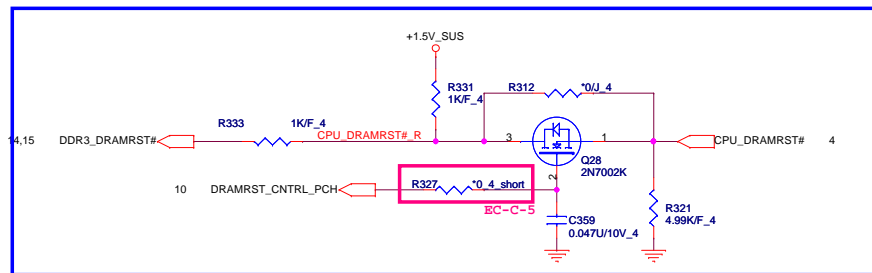 +1.5V_SUS
R331
1K/F_4
R312
*0/J_4
R333
1K/F_4
14,15
DDR3_DRAMRST#
CPU_DRAMRST#_R
3
1
CPU_DRAMRST#
4
Q28
2N7002K
2
10
DRAMRST_CNTRL_PCH
R327
*0_4_short
EC-C-5
C359
0.047U/10V_4
R321
4.99K/F_4